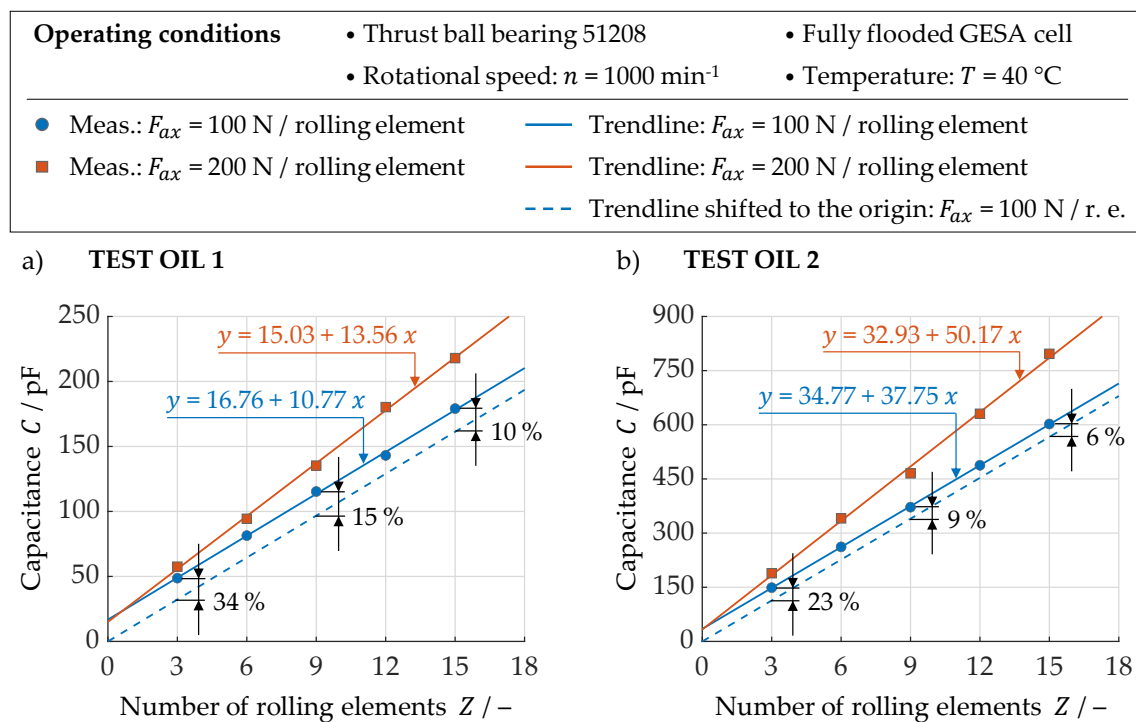 Operating conditions • Thrust ball bearing 51208 • Fully flooded GESA cell
• Rotational speed: n = 1000 min⁻¹ • Temperature: T = 40 °C
Meas.: Fₐₓ = 100 N / rolling element Trendline: Fₐₓ = 100 N / rolling element
Meas.: Fₐₓ = 200 N / rolling element Trendline: Fₐₓ = 200 N / rolling element
Trendline shifted to the origin: Fₐₓ = 100 N / r. e.
a) TEST OIL 1
Capacitance C / pF
250
200
150
100
50
0
y = 15.03 + 13.56 x
y = 16.76 + 10.77 x
10 %
15 %
34 %
0 3 6 9 12 15 18
Number of rolling elements Z / –
b) TEST OIL 2
Capacitance C / pF
900
750
600
450
300
150
0
y = 32.93 + 50.17 x
y = 34.77 + 37.75 x
6 %
9 %
23 %
0 3 6 9 12 15 18
Number of rolling elements Z / –